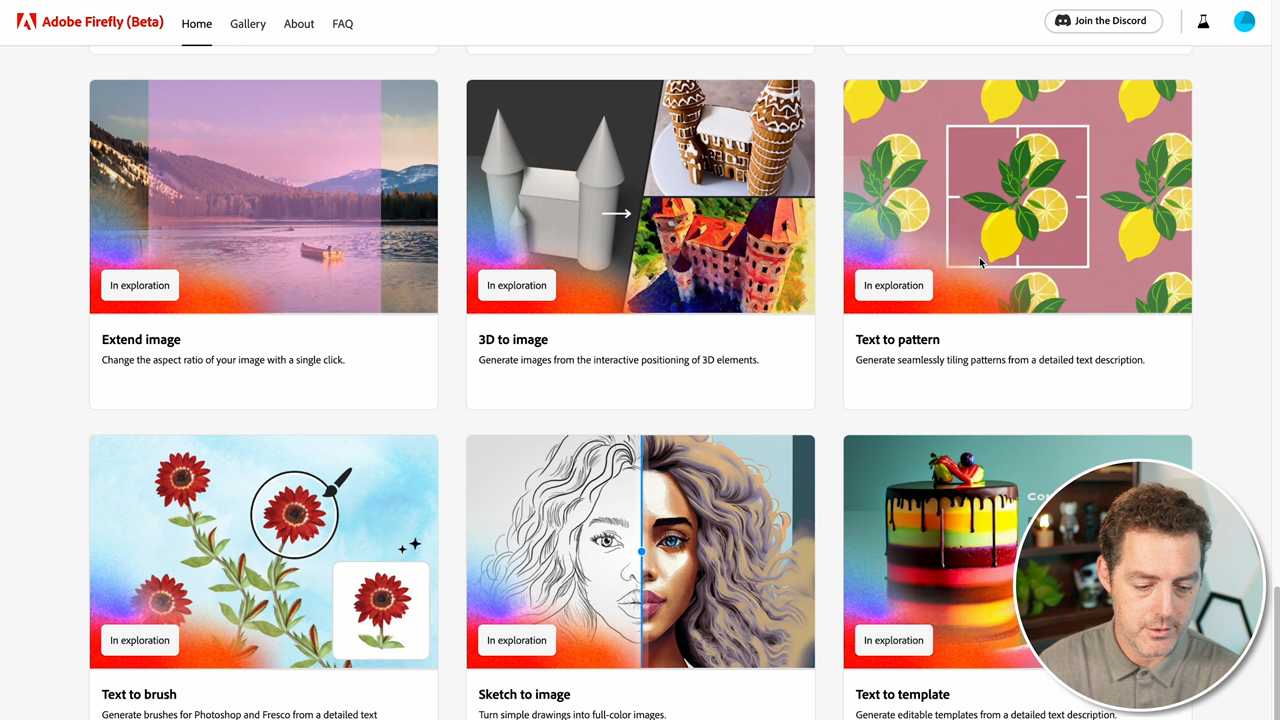 Adobe Firefly (Beta)
Home
Gallery
About
FAQ
Join the Discord
In exploration
In exploration
In exploration
Extend image
Change the aspect ratio of your image with a single click.
3D to image
Generate images from the interactive positioning of 3D elements.
Text to pattern
Generate seamlessly tiling patterns from a detailed text description.
In exploration
In exploration
In exploration
Text to brush
Generate brushes for Photoshop and Fresco from a detailed text
Sketch to image
Turn simple drawings into full-color images.
Text to template
Generate editable templates from a detailed text description.